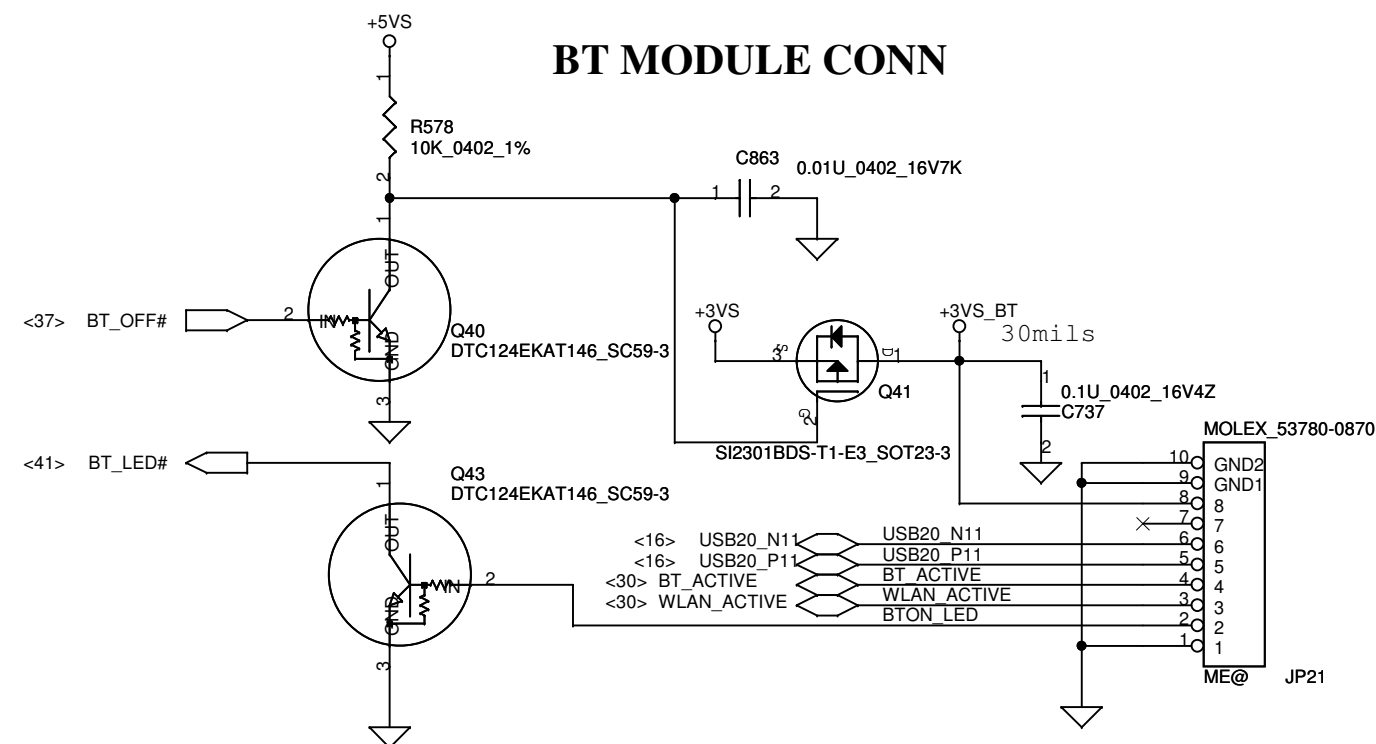 +5VS
BT MODULE CONN
1
R578
10K_0402_1%
2
C863
0.01U_0402_16V7K
1
2
1
OUT
<37> BT_OFF#
2
IN
GND
Q40
DTC124EKAT146_SC59-3
3
+3VS
+3VS_BT
30mils
3
S
D
1
Q41
G
2
SI2301BDS-T1-E3_SOT23-3
1
0.1U_0402_16V4Z
C737
2
MOLEX_53780-0870
<41> BT_LED#
1
Q43
DTC124EKAT146_SC59-3
OUT
IN
2
GND
3
10 GND2
9 GND1
8 8
7 7
<16> USB20_N11 USB20_N11 6 6
<16> USB20_P11 USB20_P11 5 5
<30> BT_ACTIVE BT_ACTIVE 4 4
<30> WLAN_ACTIVE WLAN_ACTIVE 3 3
BTON_LED 2 2
1 1
ME@ JP21